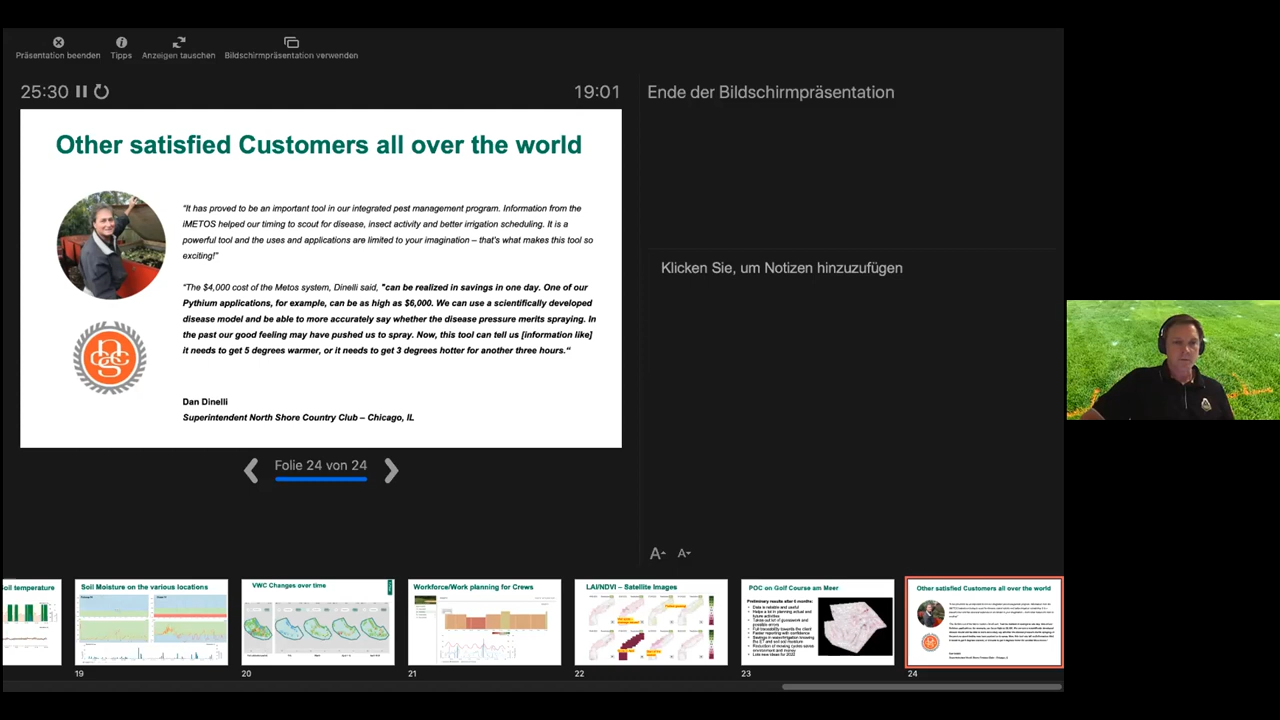 Präsentation beenden
Tipps
Anzeigen tauschen
Bildschirmpräsentation verwenden
25:30
19:01
Ende der Bildschirmpräsentation
Other satisfied Customers all over the world
"It has proved to be an important tool in our integrated pest management program. Information from the
iMETOS helped our timing to scout for disease, insect activity and better irrigation scheduling. It is a
powerful tool and the uses and applications are limited to your imagination – that's what makes this tool so
exciting!"
"The $4,000 cost of the Metos system, Dinelli said, "can be realized in savings in one day. One of our
Pythium applications, for example, can be as high as $6,000. We can use a scientifically developed
disease model and be able to more accurately say whether the disease pressure merits spraying. In
the past our good feeling may have pushed us to spray. Now, this tool can tell us [information like]
it needs to get 5 degrees warmer, or it needs to get 3 degrees hotter for another three hours."
Dan Dinelli
Superintendent North Shore Country Club – Chicago, IL
Klicken Sie, um Notizen hinzuzufügen
Folie 24 von 24
A
A
oil temperature
Soil Moisture on the various locations
VWC Changes over time
Workforce/Work planning for Crews
LAI/NDVI – Satellite Images
POC on Golf Course am Meer
Preliminary results after 6 months:
Other satisfied Customers all over the world
19
20
21
22
23
24